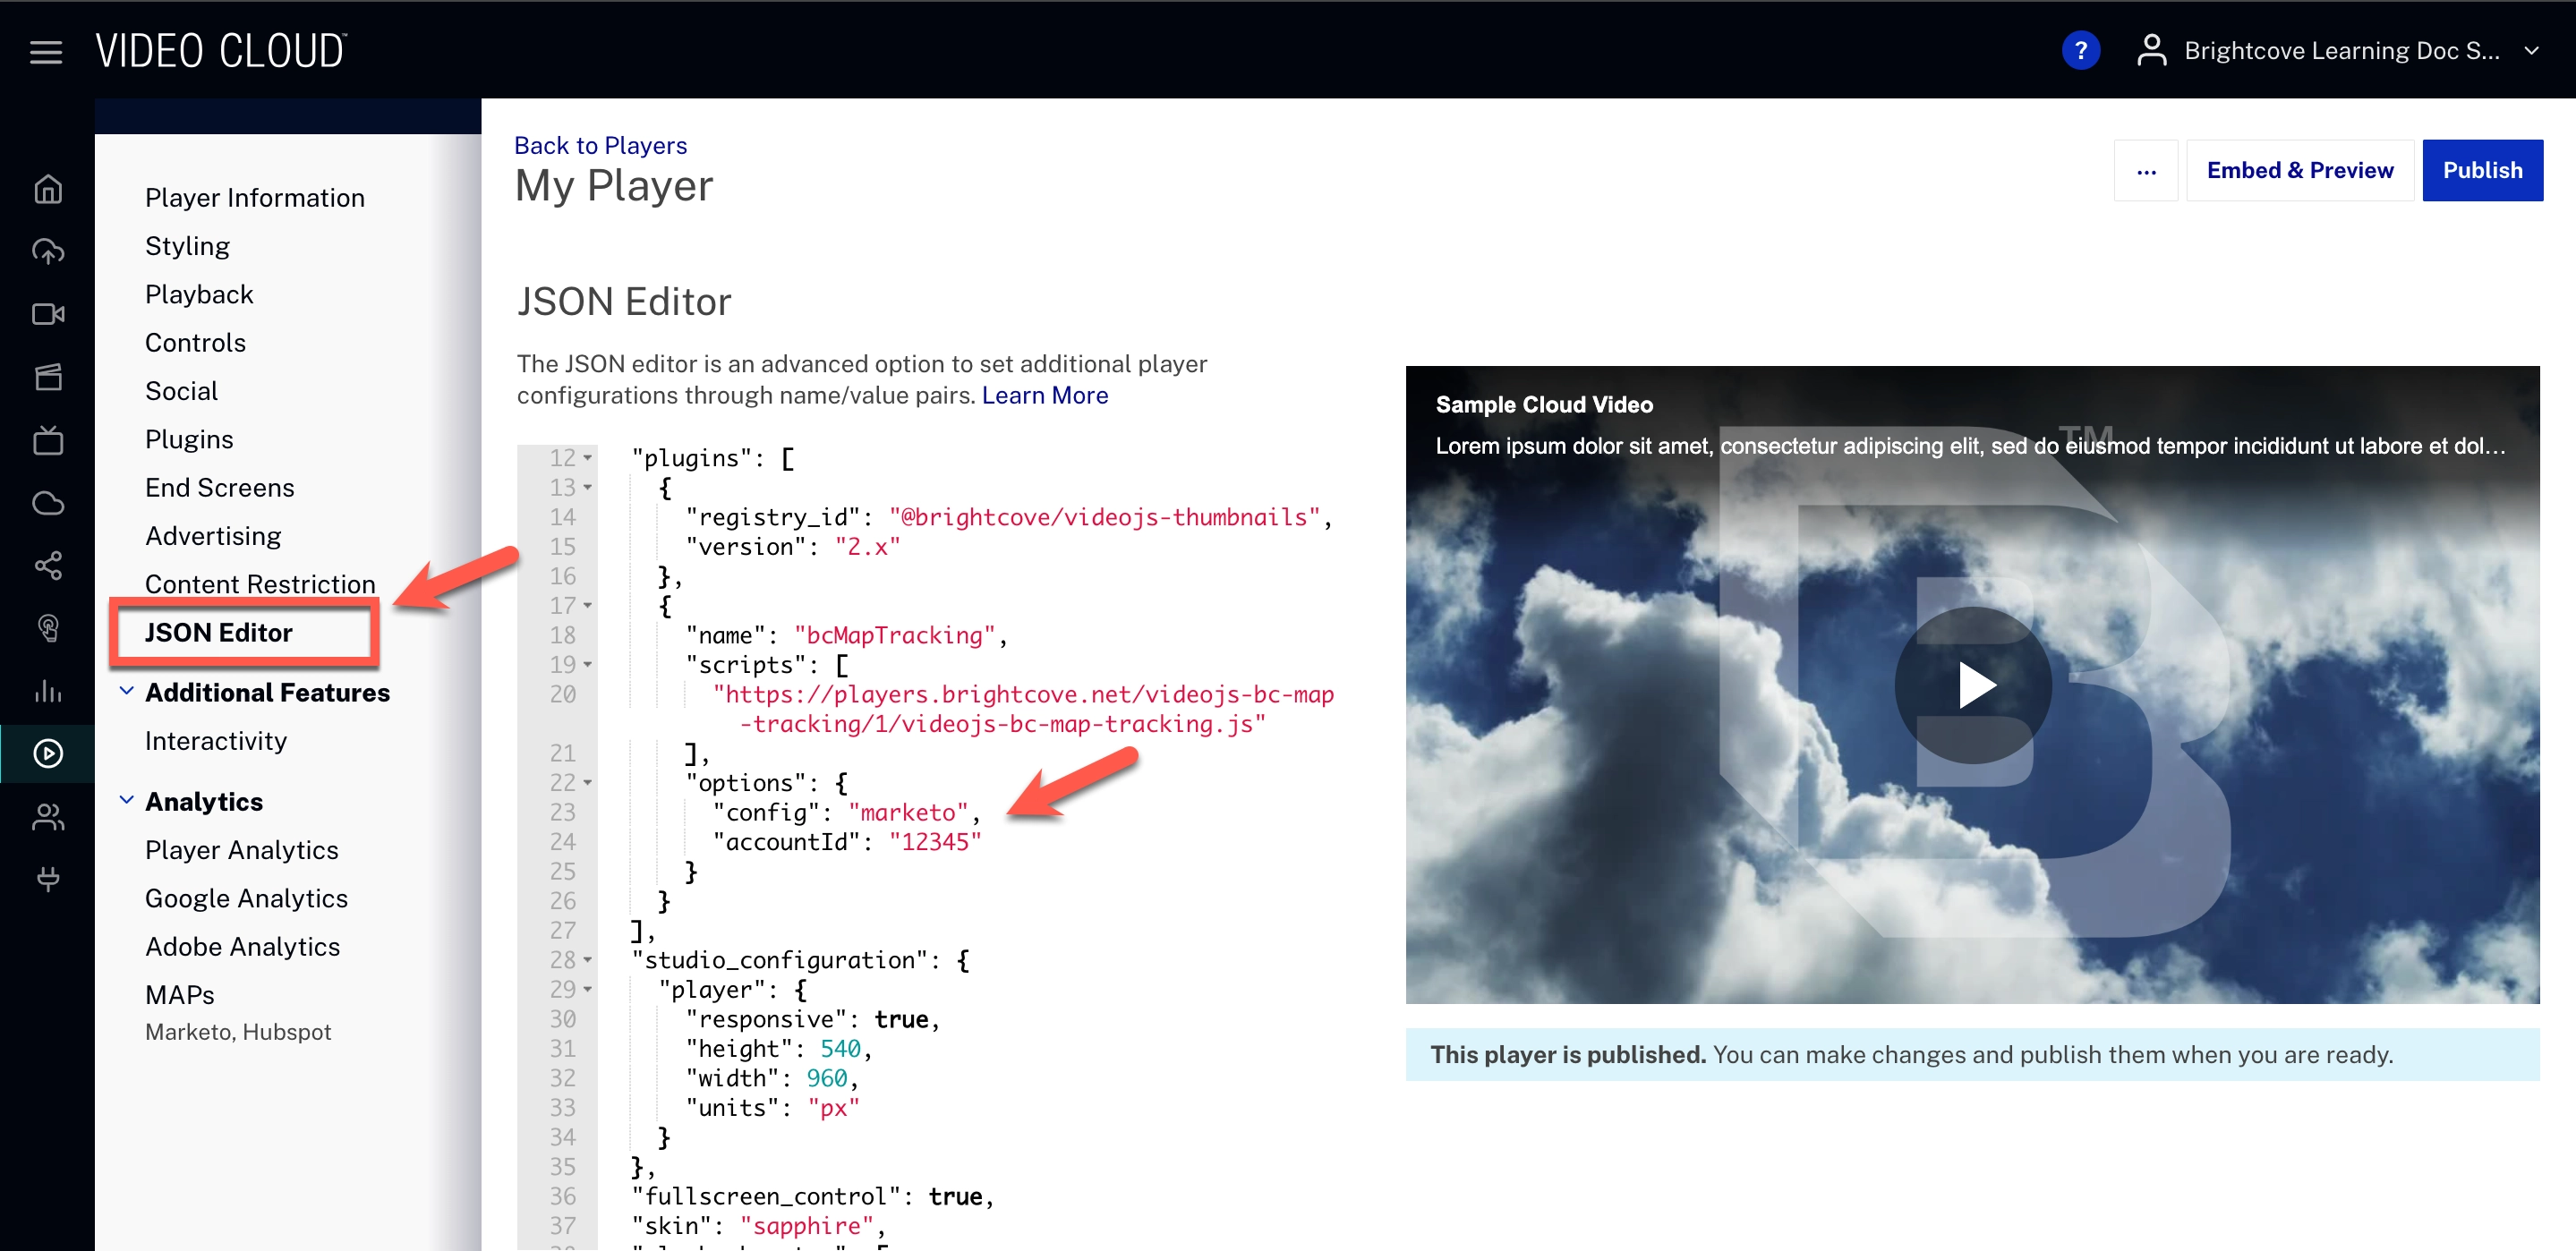 VIDEO CLOUD™
?
Brightcove Learning Doc S...
Player Information
Styling
Playback
Controls
Social
Plugins
End Screens
Advertising
Content Restriction
JSON Editor
Additional Features
Interactivity
Analytics
Player Analytics
Google Analytics
Adobe Analytics
MAPs
Marketo, Hubspot
Back to Players
My Player
...
Embed & Preview
Publish
JSON Editor
The JSON editor is an advanced option to set additional player
configurations through name/value pairs. Learn More
12 "plugins": [
13 {
14 "registry_id": "@brightcove/videojs-thumbnails",
15 "version": "2.x"
16 },
17 {
18 "name": "bcMapTracking",
19 "scripts": [
20 "https://players.brightcove.net/videojs-bc-map
-tracking/1/videojs-bc-map-tracking.js"
21 ],
22 "options": {
23 "config": "marketo",
24 "accountId": "12345"
25 }
26 }
27 ],
28 "studio_configuration": {
29 "player": {
30 "responsive": true,
31 "height": 540,
32 "width": 960,
33 "units": "px"
34 }
35 },
36 "fullscreen_control": true,
37 "skin": "sapphire",
Sample Cloud Video
Lorem ipsum dolor sit amet, consectetur adipiscing elit, sed do eiusmod tempor incididunt ut labore et dol...
TM
B
This player is published. You can make changes and publish them when you are ready.